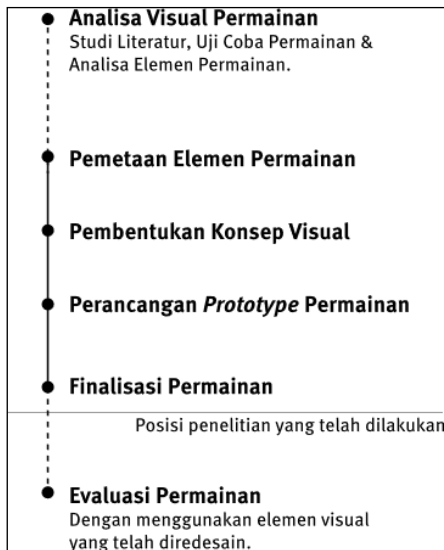 Analisa Visual Permainan
Studi Literatur, Uji Coba Permainan &
Analisa Elemen Permainan.
Pemetaan Elemen Permainan
Pembentukan Konsep Visual
Perancangan Prototype Permainan
Finalisasi Permainan
Posisi penelitian yang telah dilakukan
Evaluasi Permainan
Dengan menggunakan elemen visual
yang telah diredesain.